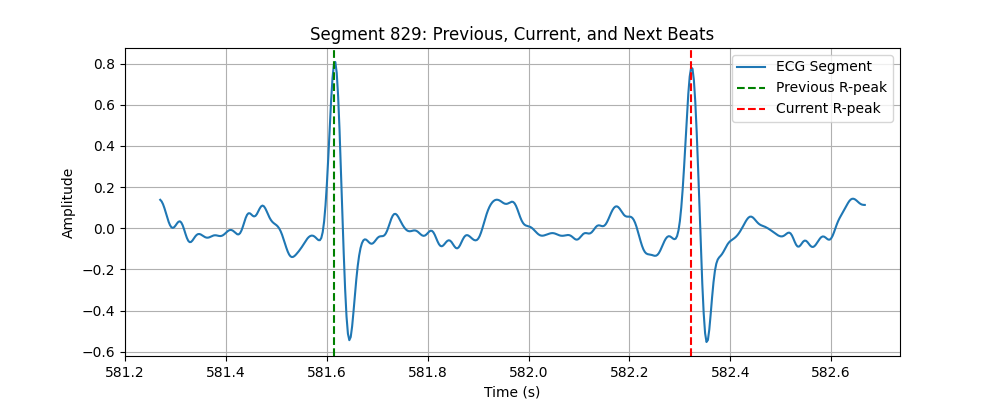 Segment 829: Previous, Current, and Next Beats
ECG Segment
Previous R-peak
Current R-peak
Amplitude
0.8
0.6
0.4
0.2
0.0
−0.2
−0.4
−0.6
581.2 581.4 581.6 581.8 582.0 582.2 582.4 582.6
Time (s)